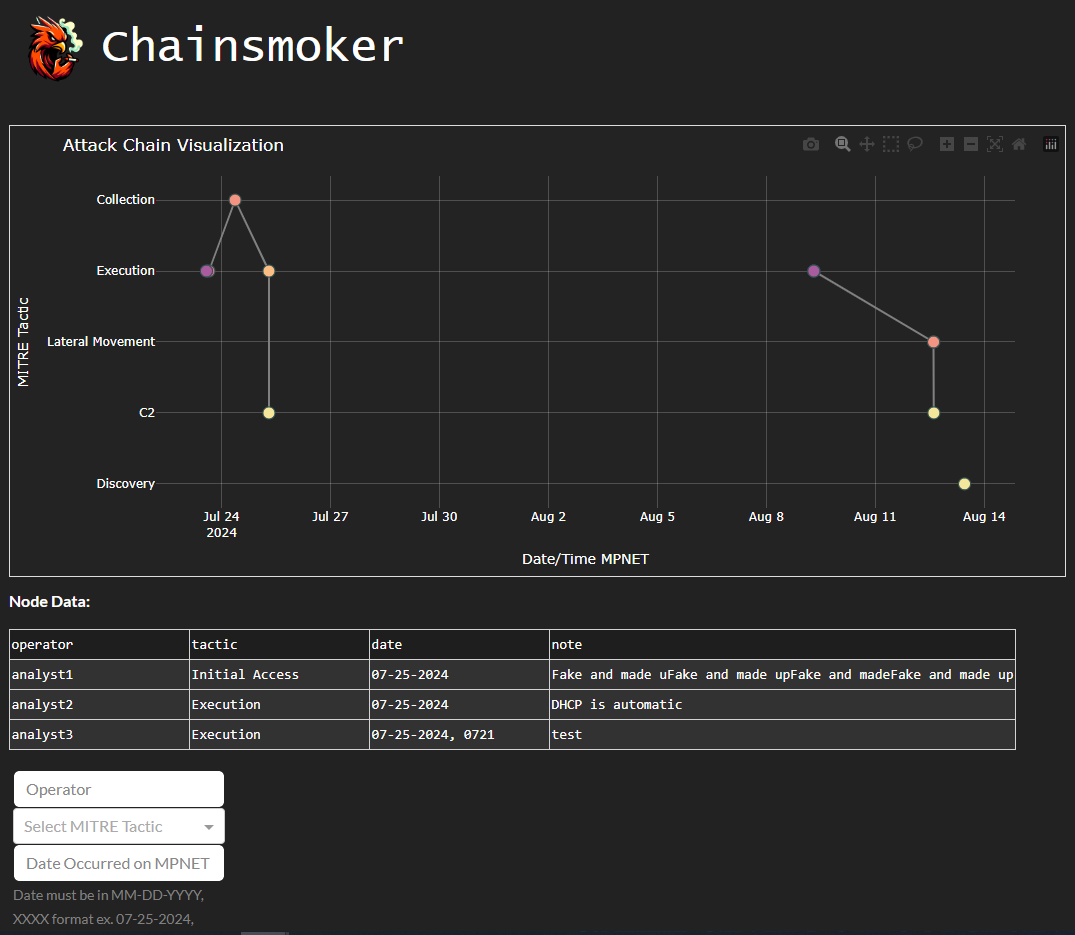 Chainsmoker
Attack Chain Visualization
Collection
Execution
Lateral Movement
C2
Discovery
MITRE Tactic
Jul 24 Jul 27 Jul 30 Aug 2 Aug 5 Aug 8 Aug 11 Aug 14
2024
Date/Time MPNET
Node Data:
operator tactic date note
analyst1 Initial Access 07-25-2024 Fake and made uFake and made upFake and madeFake and made up
analyst2 Execution 07-25-2024 DHCP is automatic
analyst3 Execution 07-25-2024, 0721 test
Operator
Select MITRE Tactic
Date Occurred on MPNET
Date must be in MM-DD-YYYY,
XXXX format ex. 07-25-2024,